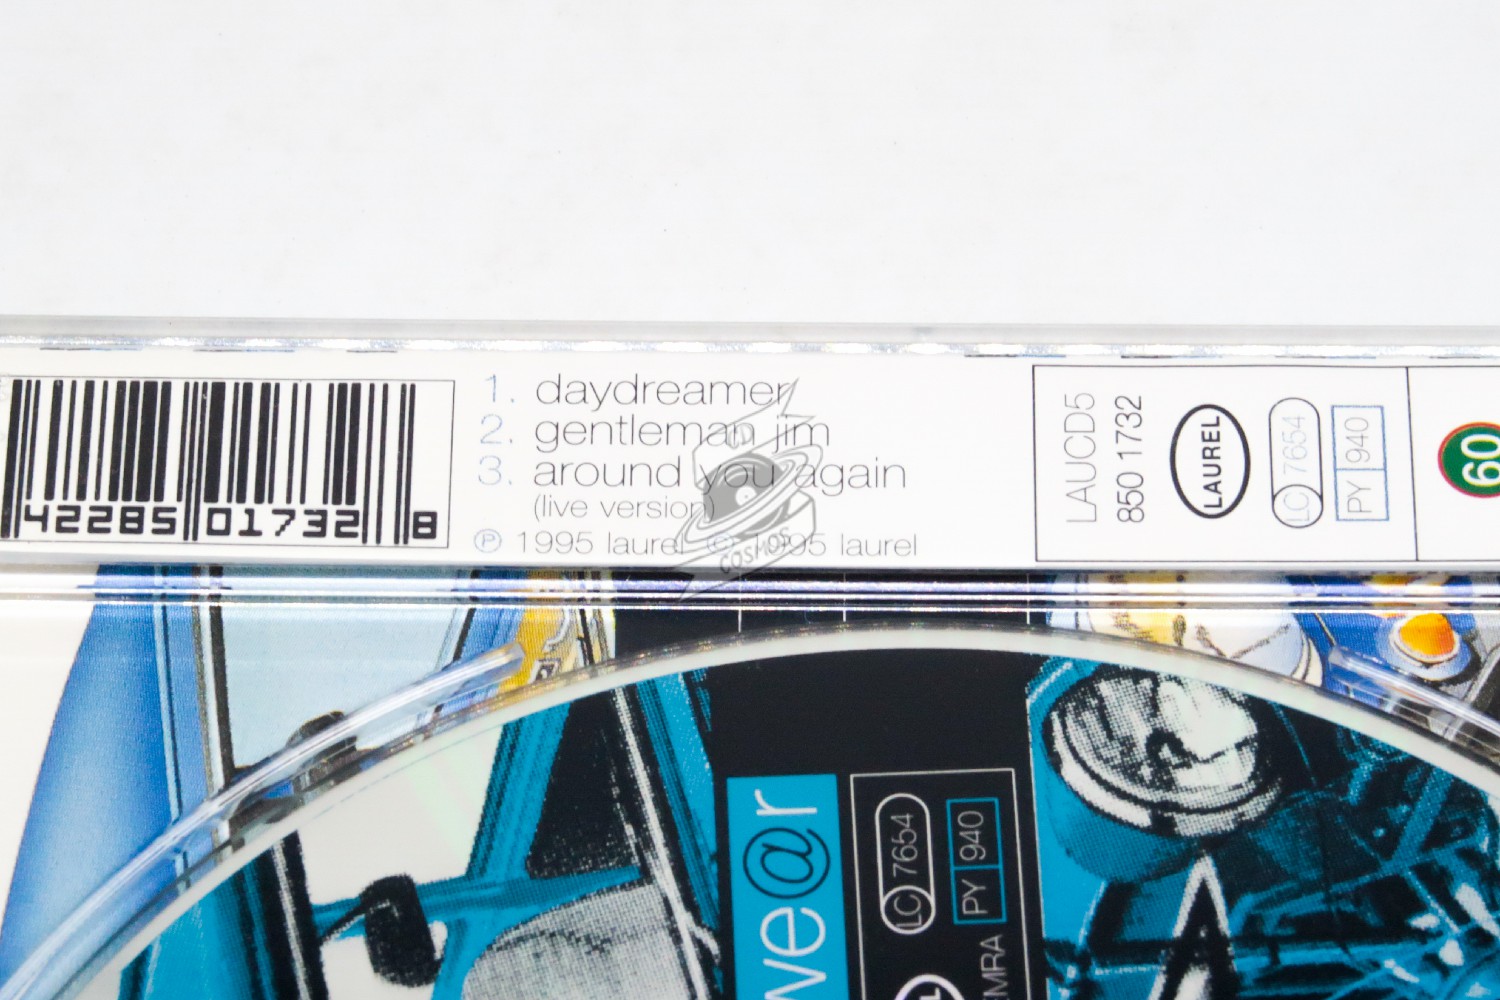 42285 01732 8
1. daydreamer
2. gentleman jim
3. around you again
(live version)
℗ 1995 laurel © 1995 laurel
LAUCD5
850 1732
LAUREL
LC 7654
PY 940
60
COSMOS
we@r
LC 7654
PY 940